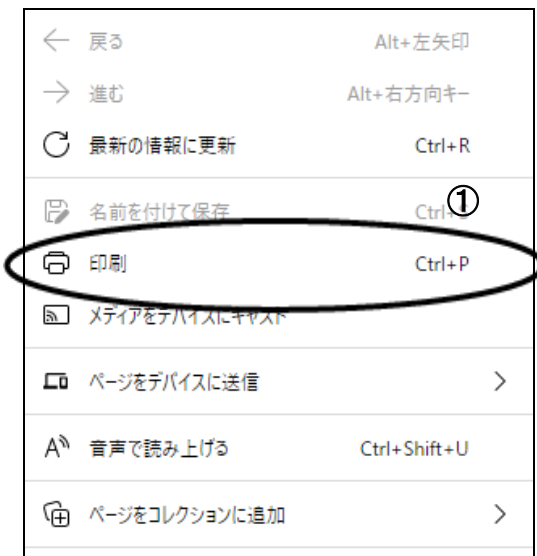 戻る Alt+左矢印
進む Alt+右方向キー
最新の情報に更新 Ctrl+R
①
名前を付けて保存 Ctrl+
印刷 Ctrl+P
メディアをデバイスにキャスト
ページをデバイスに送信
音声で読み上げる Ctrl+Shift+U
ページをコレクションに追加